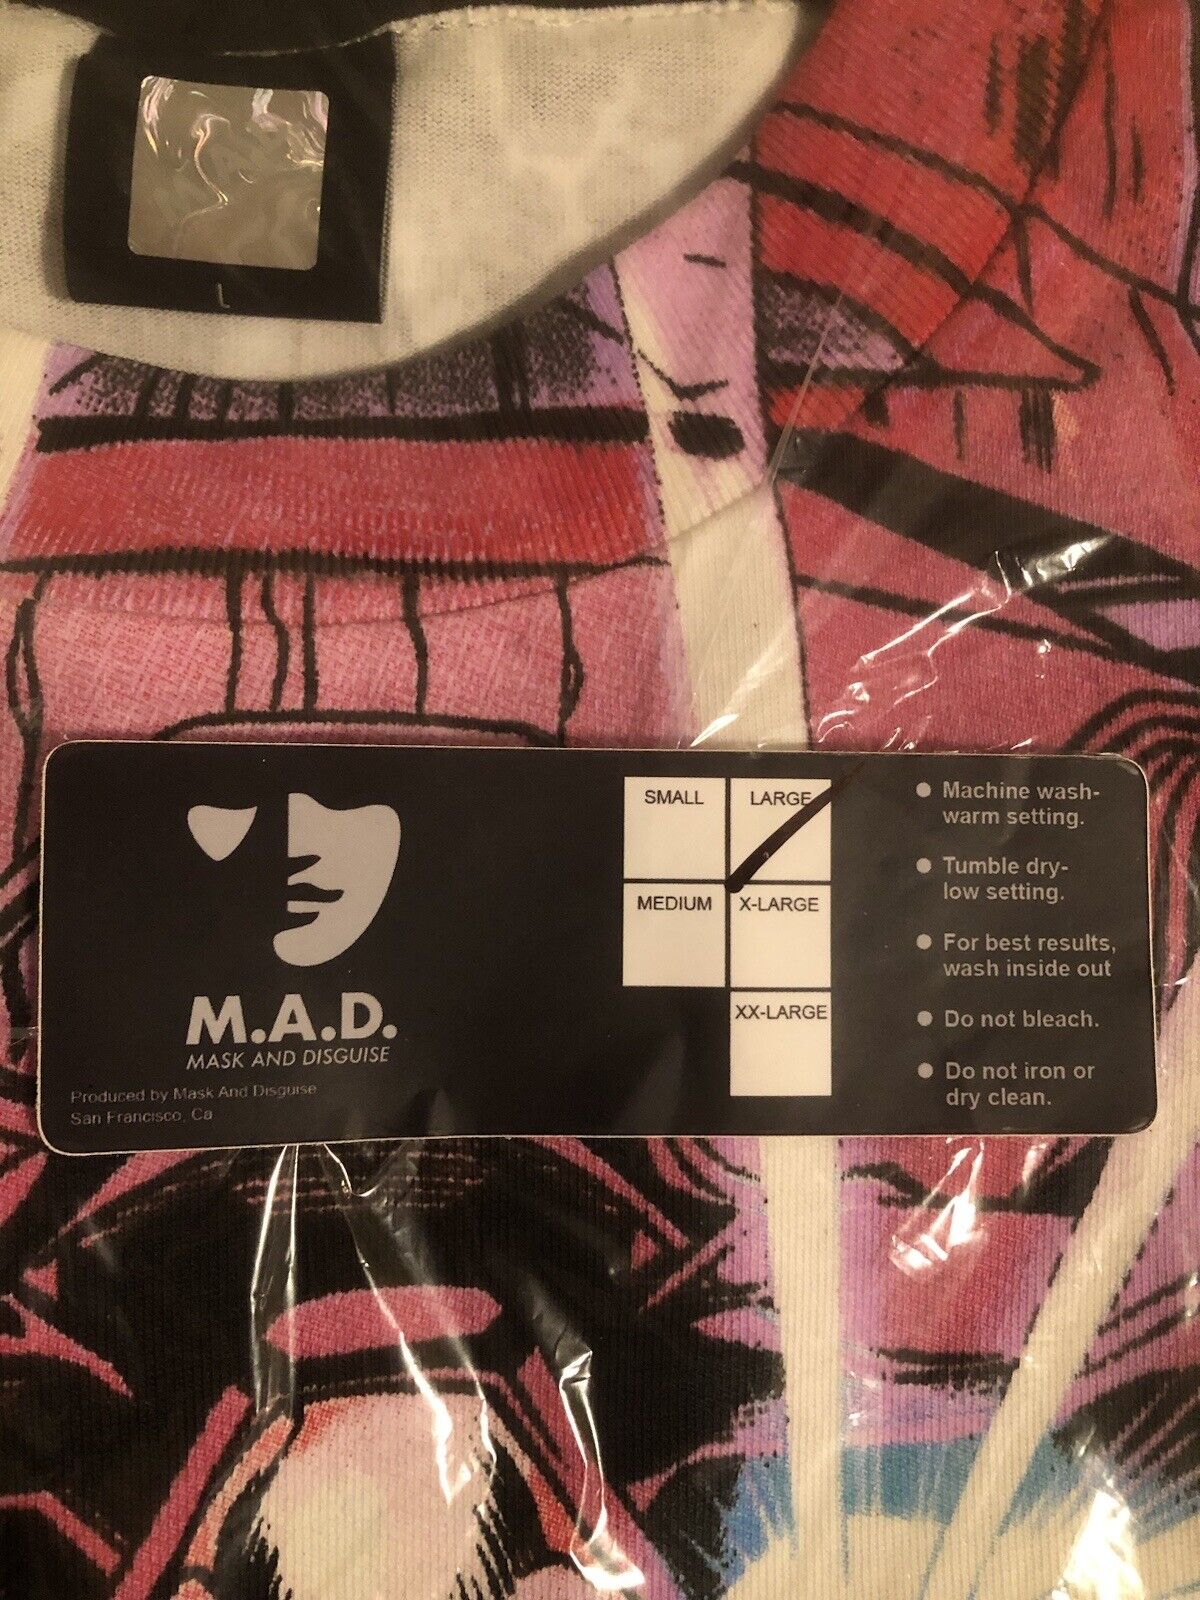 L
M.A.D.
MASK AND DISGUISE
Produced by Mask And Disguise
San Francisco, Ca
SMALL
LARGE
MEDIUM
X-LARGE
XX-LARGE
● Machine wash-
warm setting.
● Tumble dry-
low setting.
● For best results,
wash inside out
● Do not bleach.
● Do not iron or
dry clean.